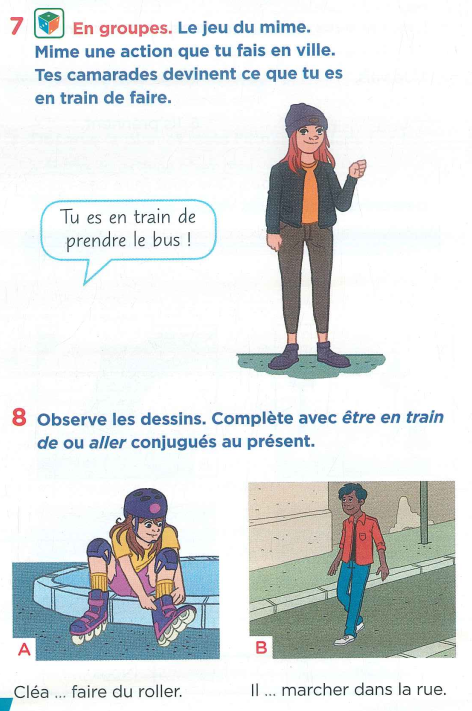 7 En groupes. Le jeu du mime.
Mime une action que tu fais en ville.
Tes camarades devinent ce que tu es
en train de faire.
Tu es en train de
prendre le bus !
8 Observe les dessins. Complète avec être en train
de ou aller conjugués au présent.
A
B
Cléa ... faire du roller.
Il ... marcher dans la rue.